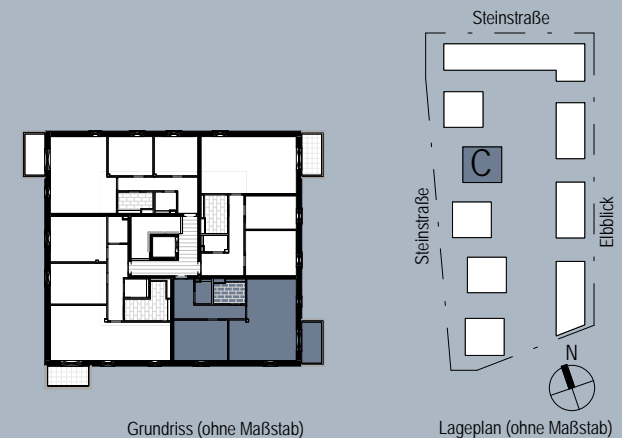 Steinstraße
C
Steinstraße
Elbblick
N
Grundriss (ohne Maßstab)
Lageplan (ohne Maßstab)